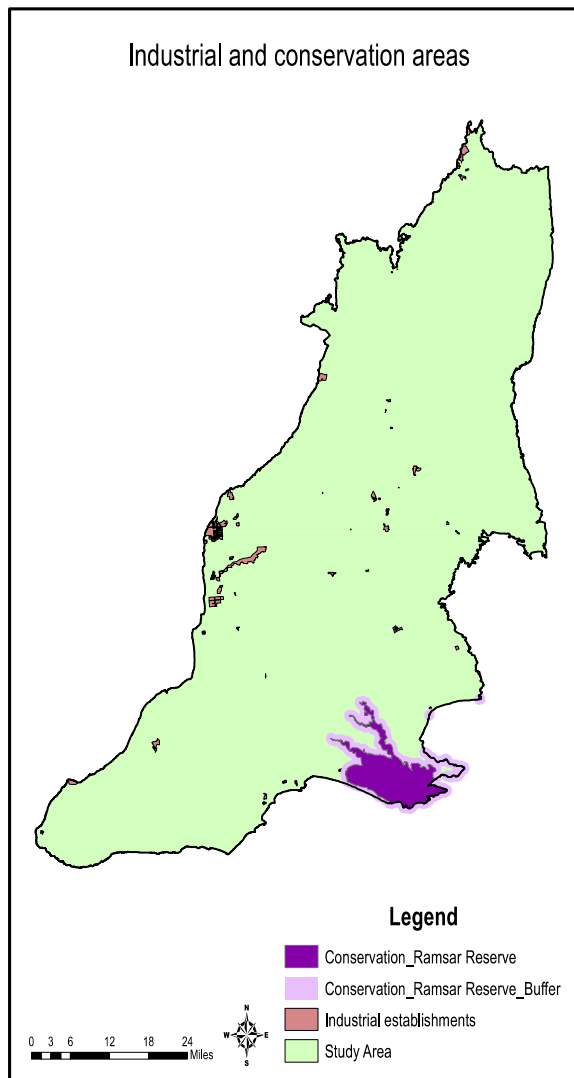 Industrial and conservation areas
Legend
Conservation_Ramsar Reserve
Conservation_Ramsar Reserve_Buffer
Industrial establishments
Study Area
N
W E
S
0 3 6 12 18 24
Miles